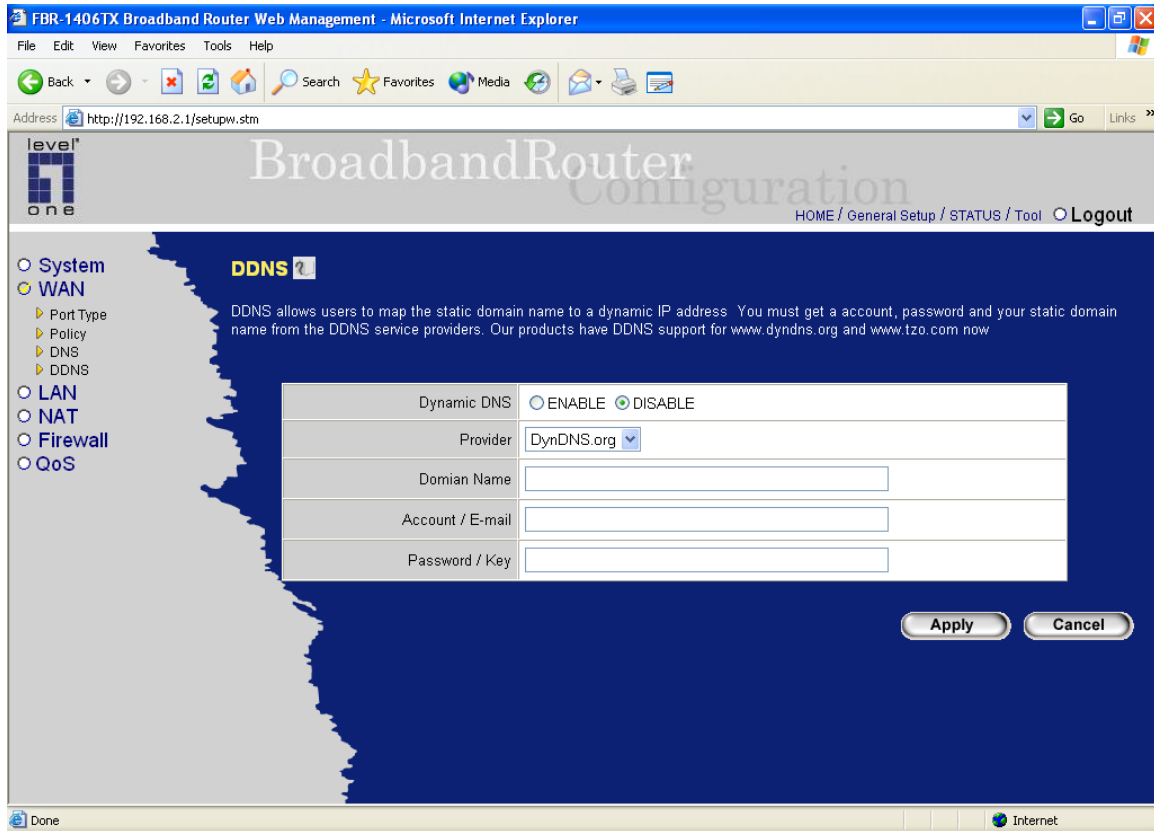 FBR-1406TX Broadband Router Web Management - Microsoft Internet Explorer
File Edit View Favorites Tools Help
Back Search Favorites Media
Address http://192.168.2.1/setupw.stm Go Links »
level one
BroadbandRouter
Configuration
HOME / General Setup / STATUS / Tool Logout
System
WAN
Port Type
Policy
DNS
DDNS
LAN
NAT
Firewall
QoS
DDNS
DDNS allows users to map the static domain name to a dynamic IP address You must get a account, password and your static domain
name from the DDNS service providers. Our products have DDNS support for www.dyndns.org and www.tzo.com now
Dynamic DNS ENABLE DISABLE
Provider DynDNS.org
Domian Name
Account / E-mail
Password / Key
Apply Cancel
Done Internet